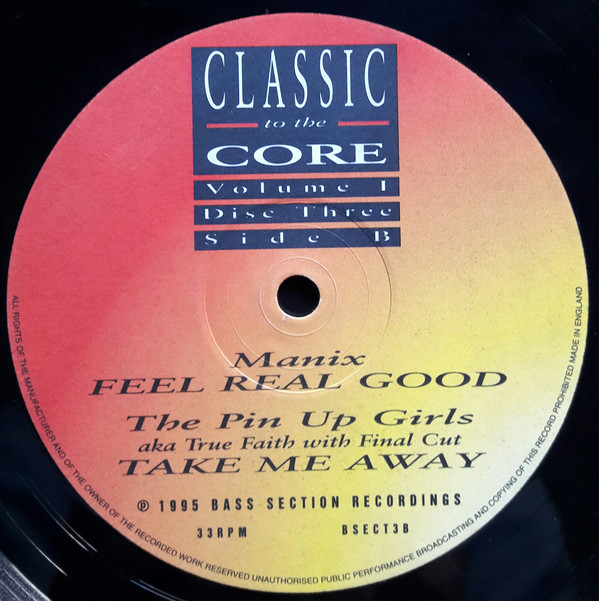 CLASSIC
to the
CORE
Volume I
Disc Three
Side B
Manix
FEEL REAL GOOD
The Pin Up Girls
aka True Faith with Final Cut
TAKE ME AWAY
℗ 1995 BASS SECTION RECORDINGS
33RPM BSECT3B
ALL RIGHTS OF THE MANUFACTURER AND OF THE OWNER OF THE RECORDED WORK RESERVED UNAUTHORISED PUBLIC PERFORMANCE BROADCASTING AND COPYING OF THIS RECORD PROHIBITED MADE IN ENGLAND